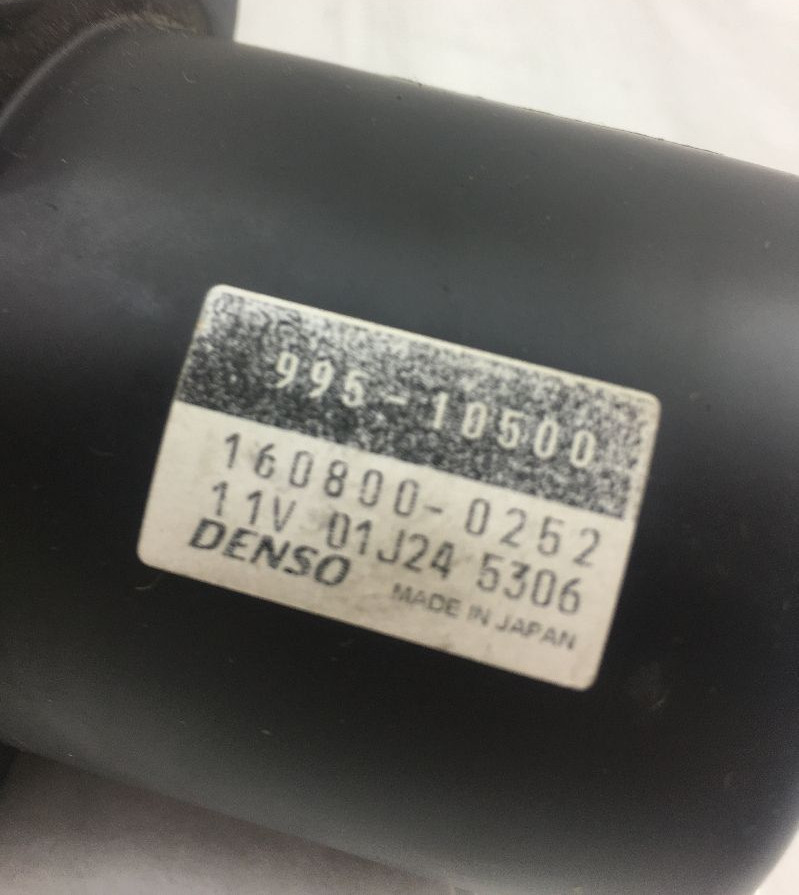 995-10500
160800-0252
11V 01J24 5306
DENSO
MADE IN JAPAN